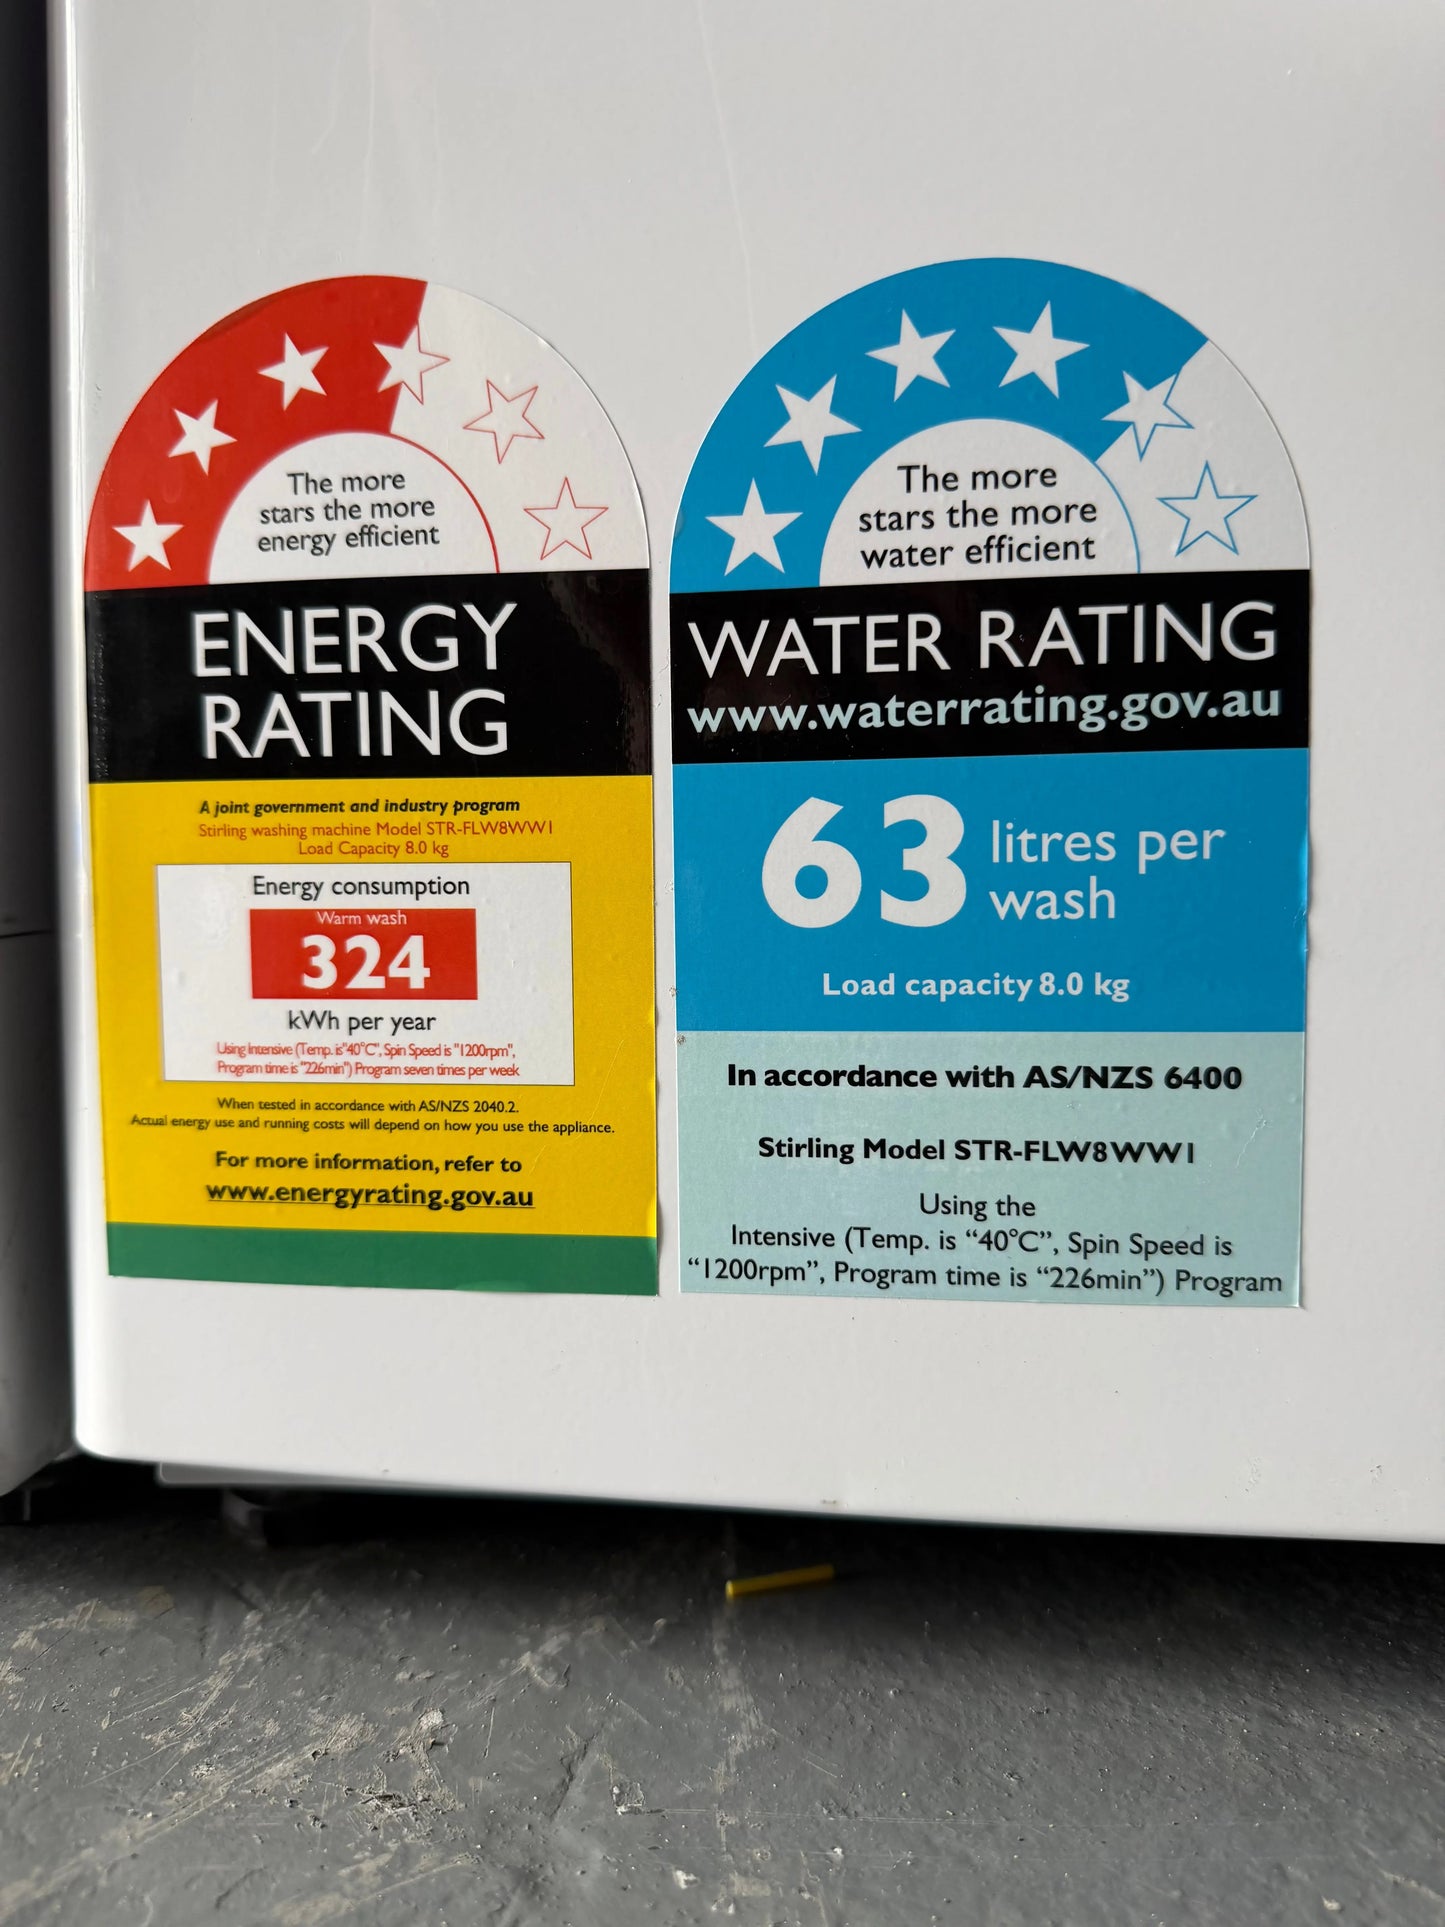 The more
stars the more
energy efficient
ENERGY
RATING
A joint government and industry program
Stirling washing machine Model STR-FLW8WW1
Load Capacity 8.0 kg
Energy consumption
Warm wash
324
kWh per year
Using Intensive (Temp. is"40°C", Spin Speed is "1200rpm",
Program time is "226min") Program seven times per week
When tested in accordance with AS/NZS 2040.2.
Actual energy use and running costs will depend on how you use the appliance.
For more information, refer to
www.energyrating.gov.au
The more
stars the more
water efficient
WATER RATING
www.waterrating.gov.au
63 litres per
wash
Load capacity 8.0 kg
In accordance with AS/NZS 6400
Stirling Model STR-FLW8WW1
Using the
Intensive (Temp. is “40°C”, Spin Speed is
“1200rpm”, Program time is “226min”) Program